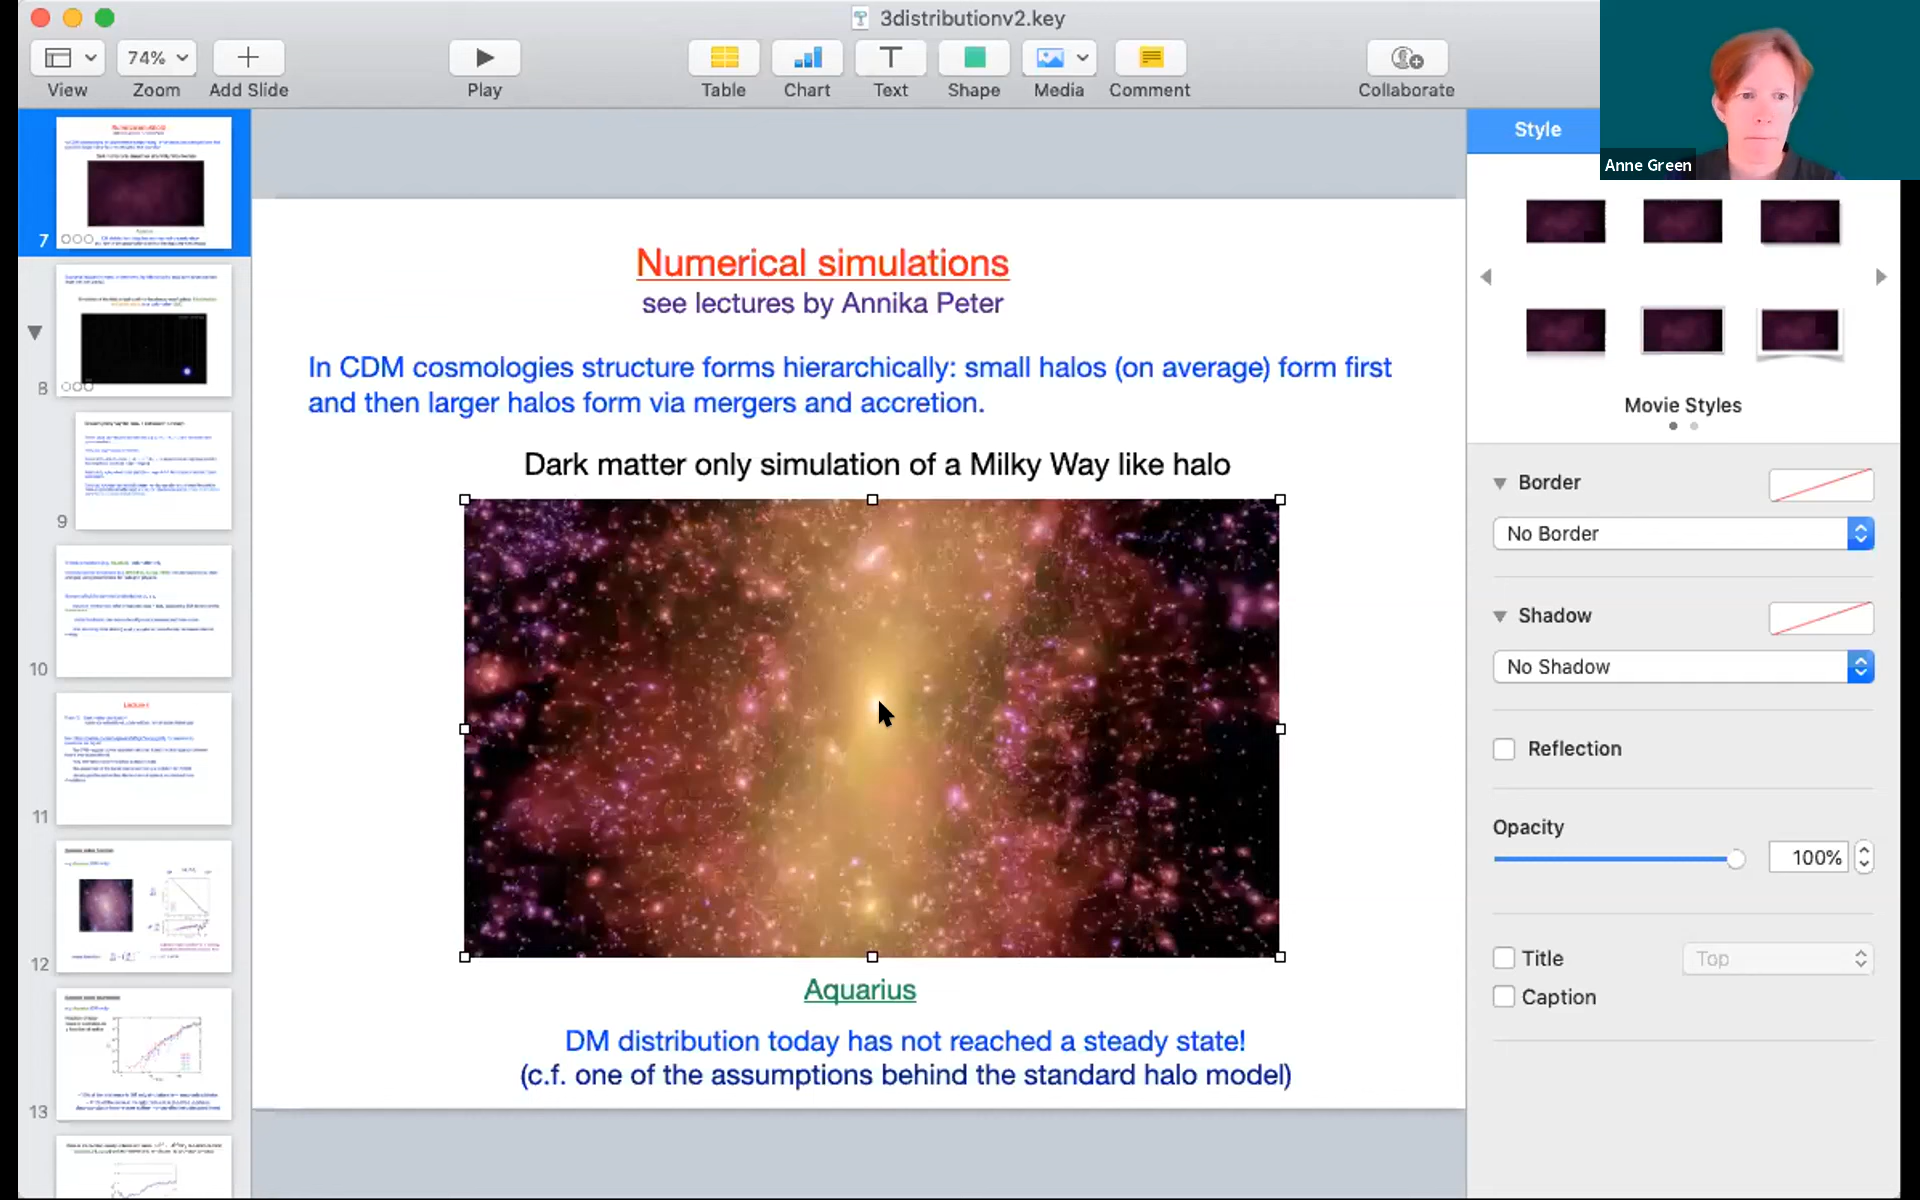 3distributionv2.key
View
74%
Zoom
Add Slide
Play
Table
Chart
Text
Shape
Media
Comment
Collaborate
Style
Anne Green
7
8
9
10
11
12
13
Numerical simulations
see lectures by Annika Peter
In CDM cosmologies structure forms hierarchically: small halos (on average) form first
and then larger halos form via mergers and accretion.
Dark matter only simulation of a Milky Way like halo
Aquarius
DM distribution today has not reached a steady state!
(c.f. one of the assumptions behind the standard halo model)
Movie Styles
Border
No Border
Shadow
No Shadow
Reflection
Opacity
100%
Title
Top
Caption